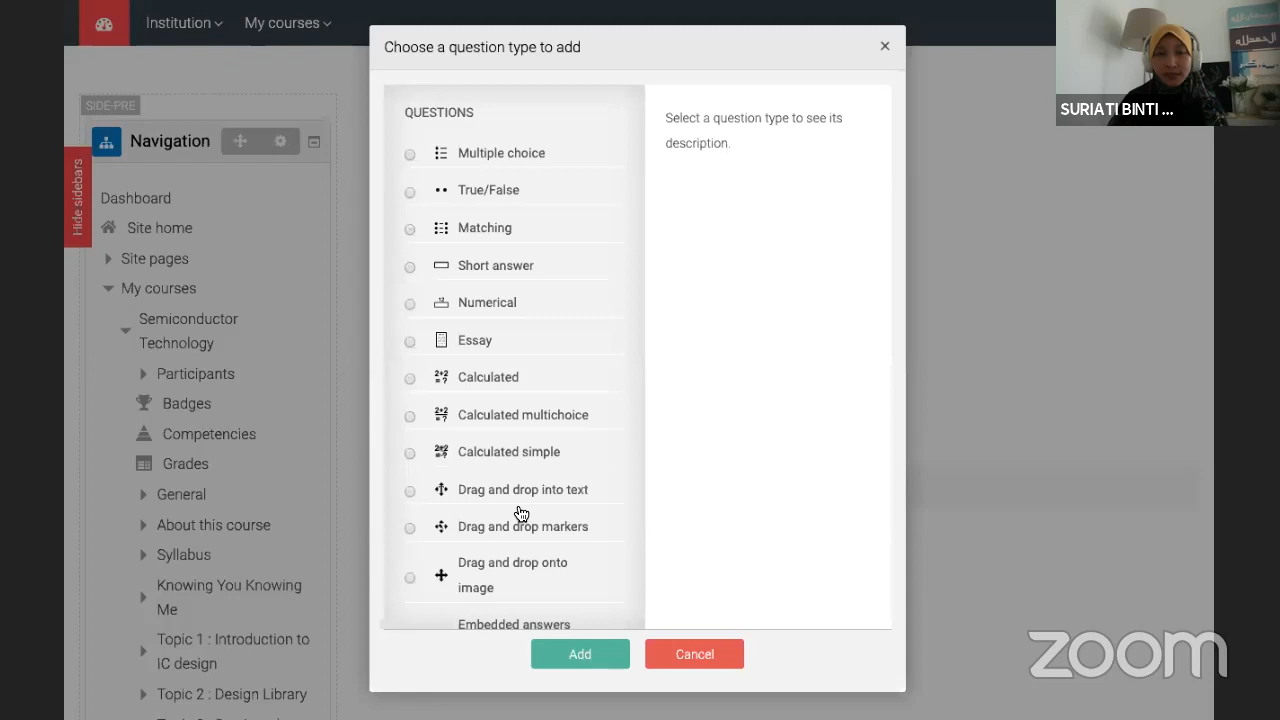 Institution
My courses
Choose a question type to add
×
SURIATI BINTI ...
SIDE-PRE
Navigation
Hide sidebars
Dashboard
Site home
Site pages
My courses
Semiconductor
Technology
Participants
Badges
Competencies
Grades
General
About this course
Syllabus
Knowing You Knowing
Me
Topic 1 : Introduction to
IC design
Topic 2 : Design Library
QUESTIONS
Multiple choice
True/False
Matching
Short answer
Numerical
Essay
Calculated
Calculated multichoice
Calculated simple
Drag and drop into text
Drag and drop markers
Drag and drop onto
image
Embedded answers
Select a question type to see its
description.
Add
Cancel
zoom